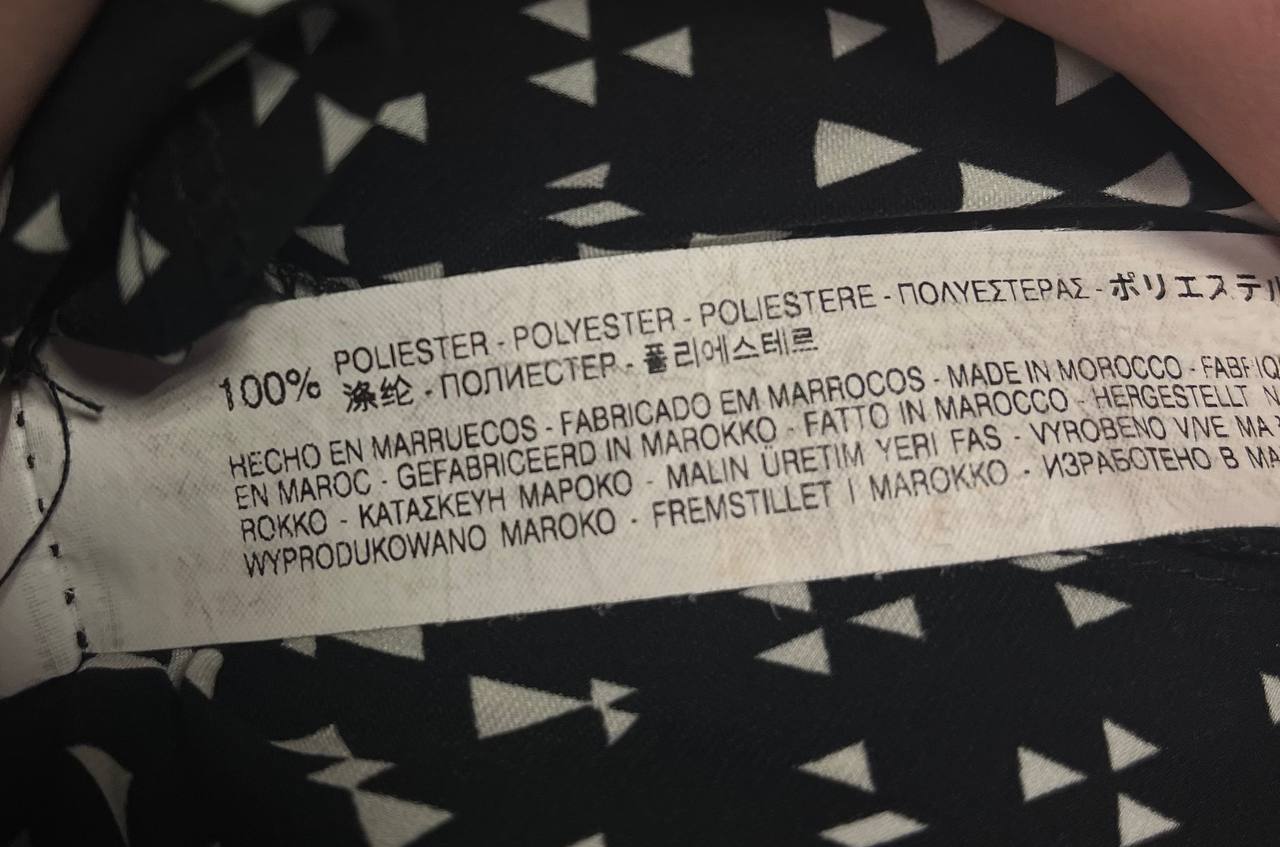 100% POLIESTER - POLYESTER - POLIESTERE - ΠΟΛΥΕΣΤΕΡΑΣ - ポリエステル
涤纶 - ПОЛИЕСТЕР - 폴리에스테르
HECHO EN MARRUECOS - FABRICADO EM MARROCOS - MADE IN MOROCCO - FABRIQ
EN MAROC - GEFABRICEERD IN MAROKKO - FATTO IN MAROCCO - HERGESTELLT
ROKKO - ΚΑΤΑΣΚΕΥΗ ΜΑΡΟΚΟ - MALIN ÜRETIM YERI FAS - VYROBENO V/VE MA
WYPRODUKOWANO MAROKO - FREMSTILLET I MAROKKO - ИЗРАБОТЕНО В МА